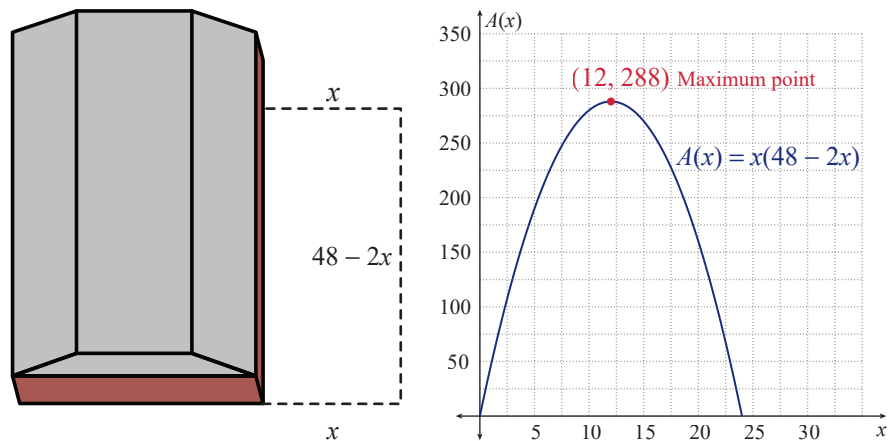 x
48 – 2x
x
A(x)
350
300
250
200
150
100
50
(12, 288) Maximum point
A(x) = x(48 – 2x)
5
10
15
20
25
30
x